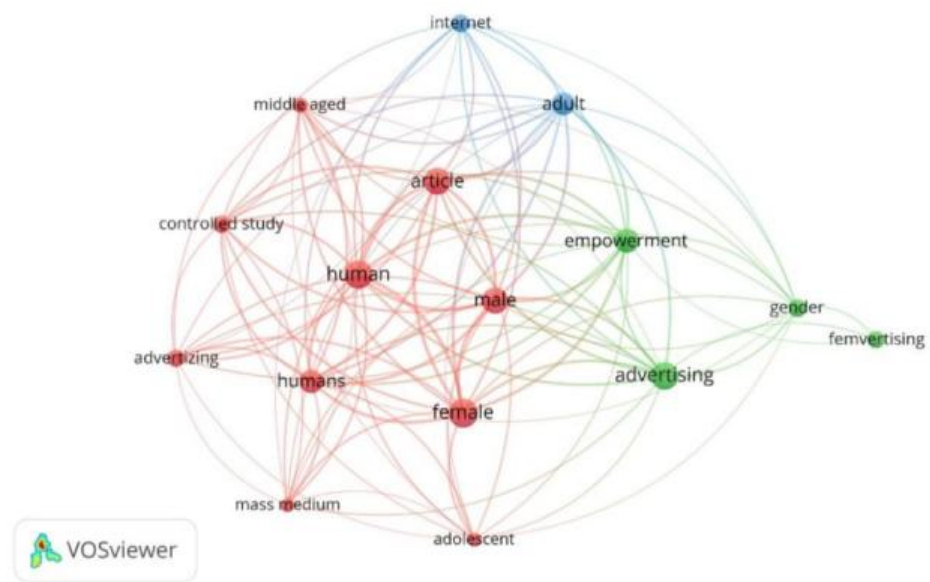 internet
middle aged
adult
article
controlled study
empowerment
human
male
gender
femvertising
advertizing
advertising
humans
female
mass medium
adolescent
VOSviewer